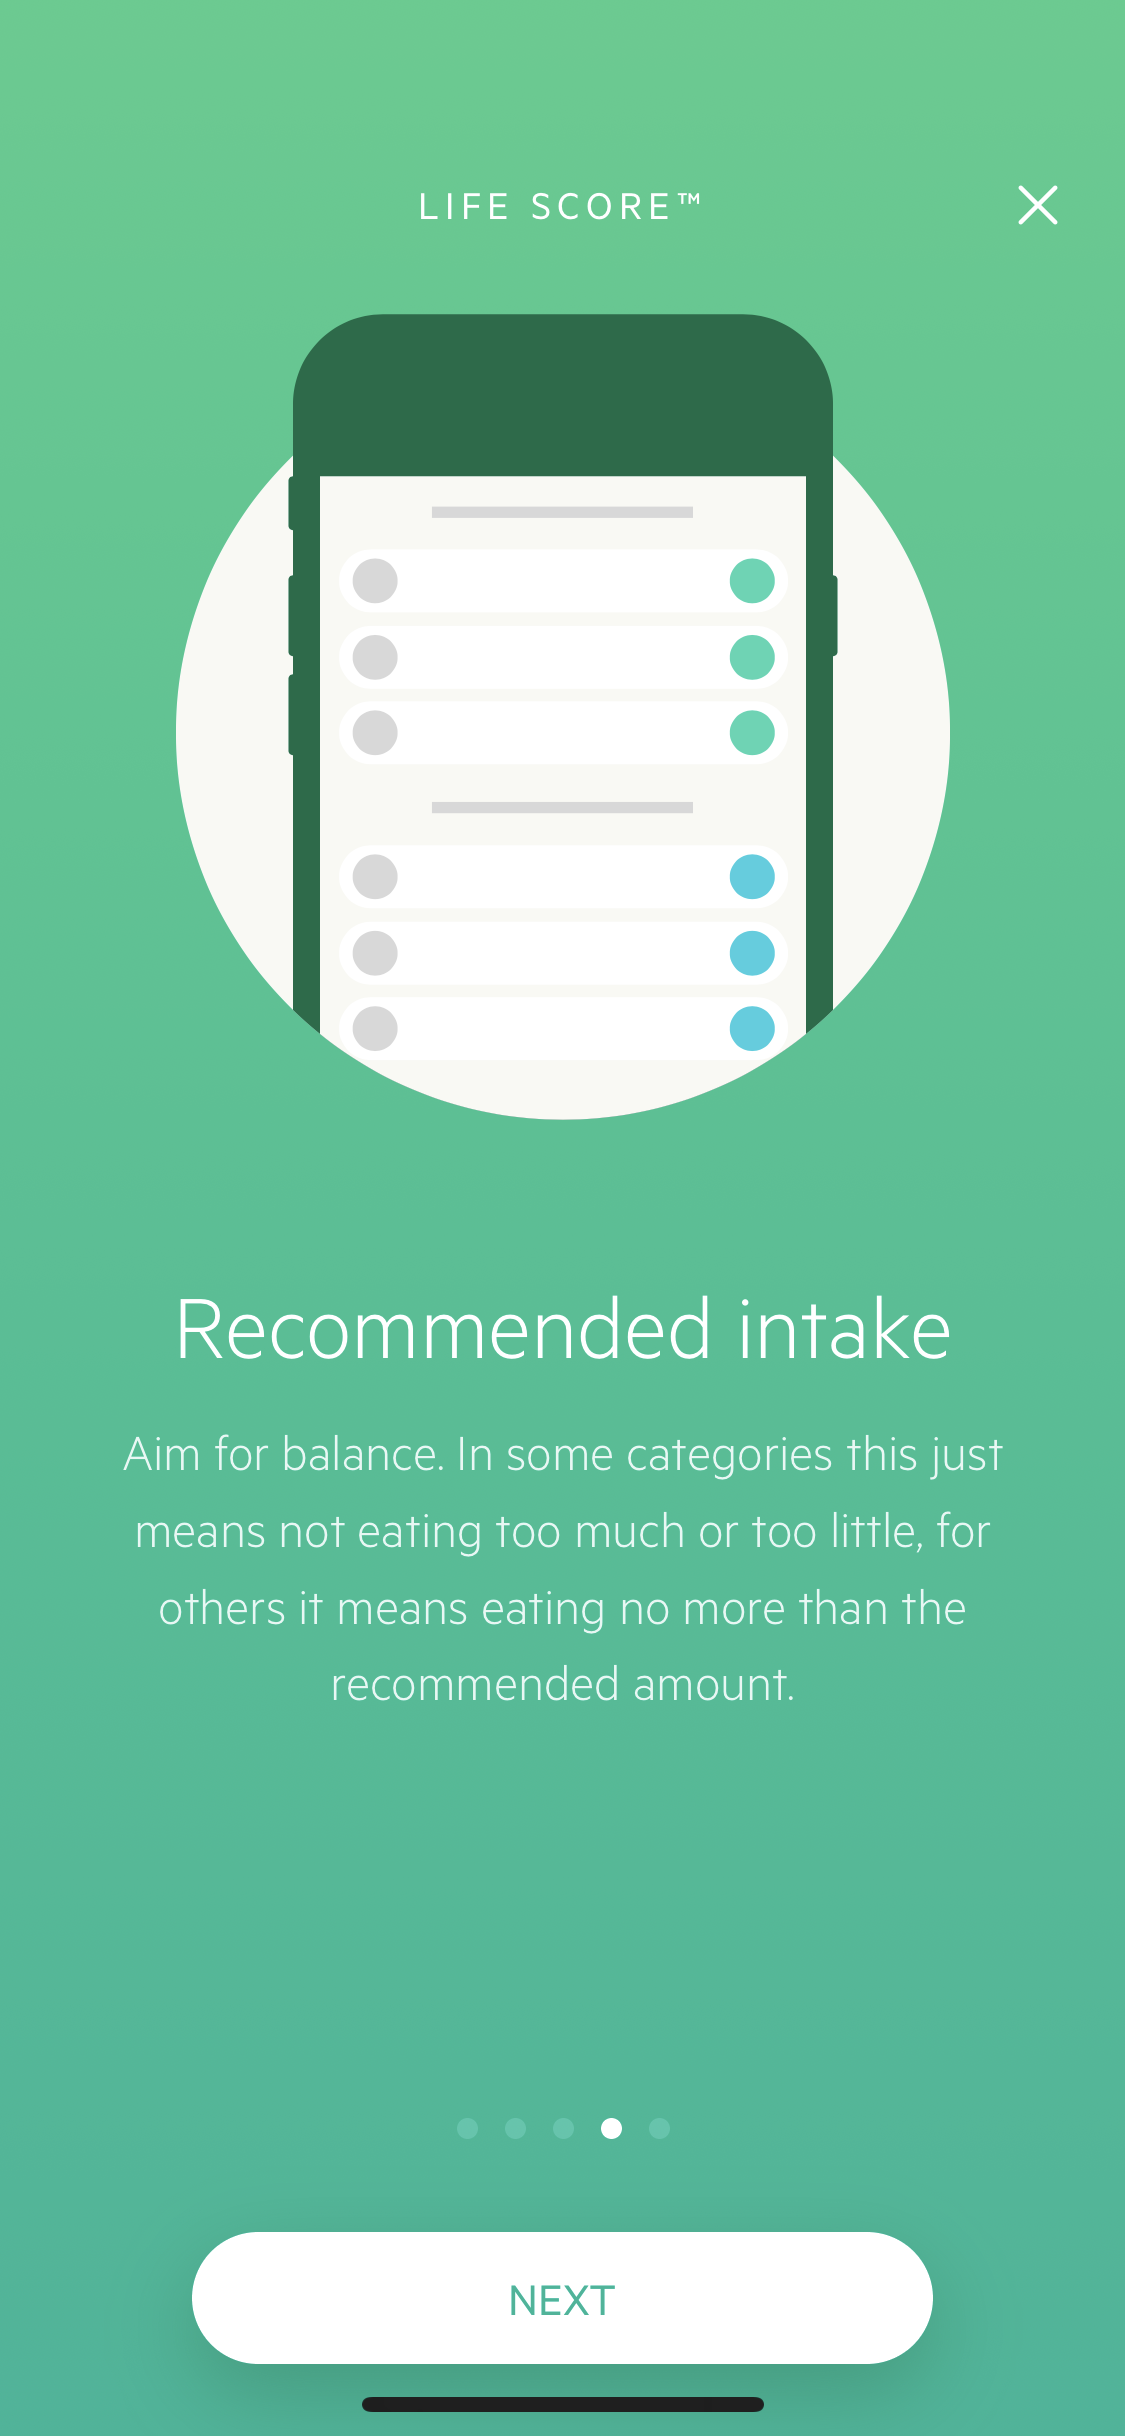 LIFE SCORE™
Recommended intake
Aim for balance. In some categories this just
means not eating too much or too little, for
others it means eating no more than the
recommended amount.
NEXT